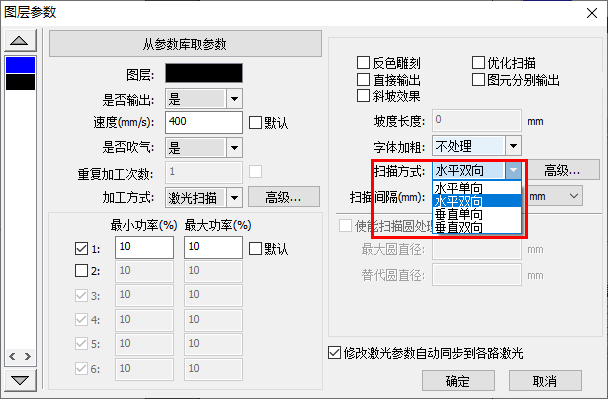 图层参数
从参数库取参数
图层:
是否输出: 是
速度(mm/s): 400 默认
是否吹气: 是
重复加工次数: 1
加工方式: 激光扫描 高级...
最小功率(%) 最大功率(%)
1: 10 10 默认
2: 10 10
3: 10 10
4: 10 10
5: 10 10
6: 10 10
反色雕刻 优化扫描
直接输出 图元分别输出
斜坡效果
坡度长度: 0 mm
字体加粗: 不处理
扫描方式: 水平双向 高级...
水平单向
扫描间隔(mm): 水平双向 mm
垂直单向
使能扫描圆处理 垂直双向
最大圆直径: mm
替代圆直径: mm
修改激光参数自动同步到各路激光
确定 取消